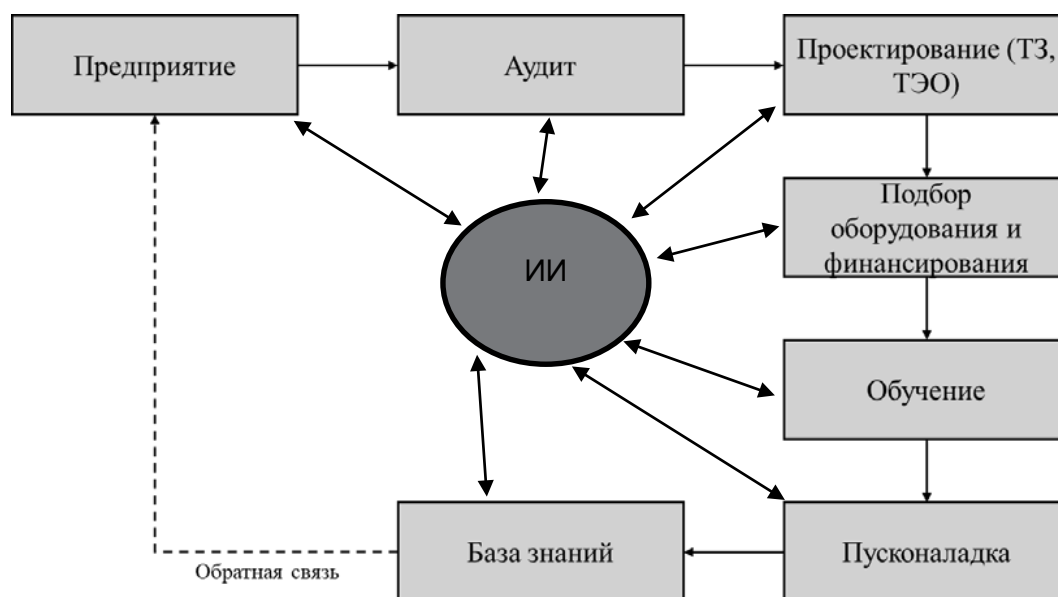 Предприятие
Аудит
Проектирование (ТЗ,
ТЭО)
Подбор
оборудования и
финансирования
ИИ
Обучение
База знаний
Пусконаладка
Обратная связь